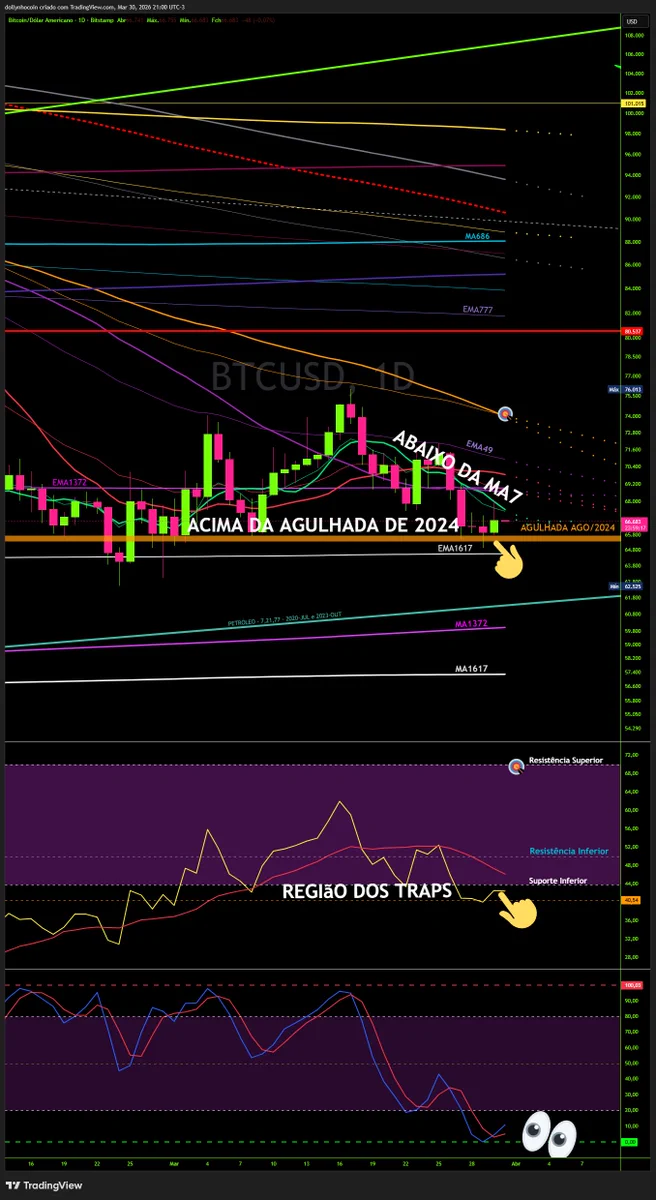 dollynhocoin criado com TradingView.com, Mar 30, 2026 21:00 UTC-3
Bitcoin/Dólar Americano · 1D · Bitstamp
USD
108.000
106.000
104.000
102.000
101.015
100.000
98.000
96.000
94.000
92.000
90.000
MA686
88.000
86.000
84.000
EMA777
82.000
80.537
80.000
78.500
BTCUSD, 1D
77.000
Máx 76.013
75.500
74.000
ABAIXO DA MA7
EMA49
71.600
70.400
EMA1372
69.200
68.000
66.683
ACIMA DA AGULHADA DE 2024
AGULHADA AGO/2024
65.800
EMA1617
64.800
63.800
Mín 62.525
61.800
PETROLEO - 7,21,77 - 2020-JUL e 2023-OUT
60.800
MA1372
59.800
59.000
58.200
MA1617
57.400
56.600
55.800
55.050
54.290
72,00
Resistência Superior
68,00
64,00
60,00
56,00
52,00
Resistência Inferior
48,00
Suporte Inferior
44,00
REGIãO DOS TRAPS
40,54
36,00
32,00
28,00
100,00
90,00
80,00
70,00
60,00
50,00
40,00
30,00
20,00
10,00
0,00
16 19 22 25 Mar 4 7 10 13 16 19 22 25 28 Abr 4 7
TradingView